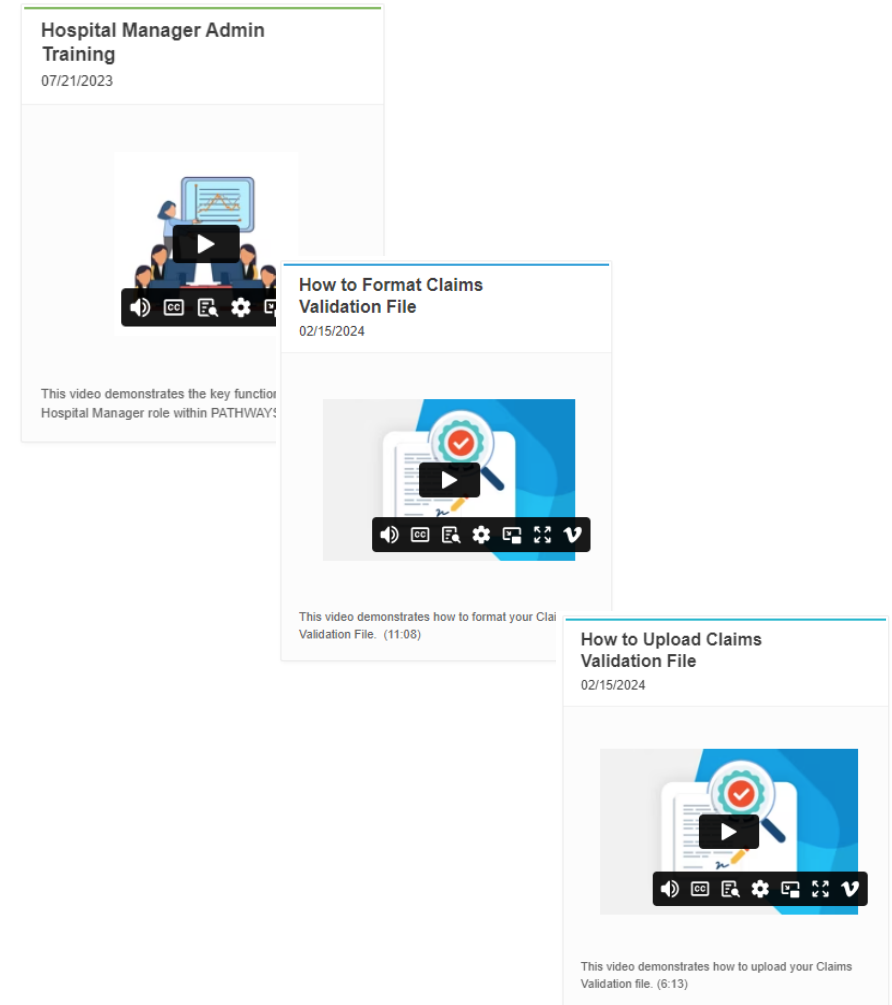 Hospital Manager Admin
Training
07/21/2023
This video demonstrates the key
Hospital Manager role within
How to Format Claims
Validation File
02/15/2024
CC
This video demonstrates how to format your
Validation File. (11:08)
How to Upload Claims
Validation File
02/15/2024
CC
This video demonstrates how to upload your Claims
Validation file. (6:13)